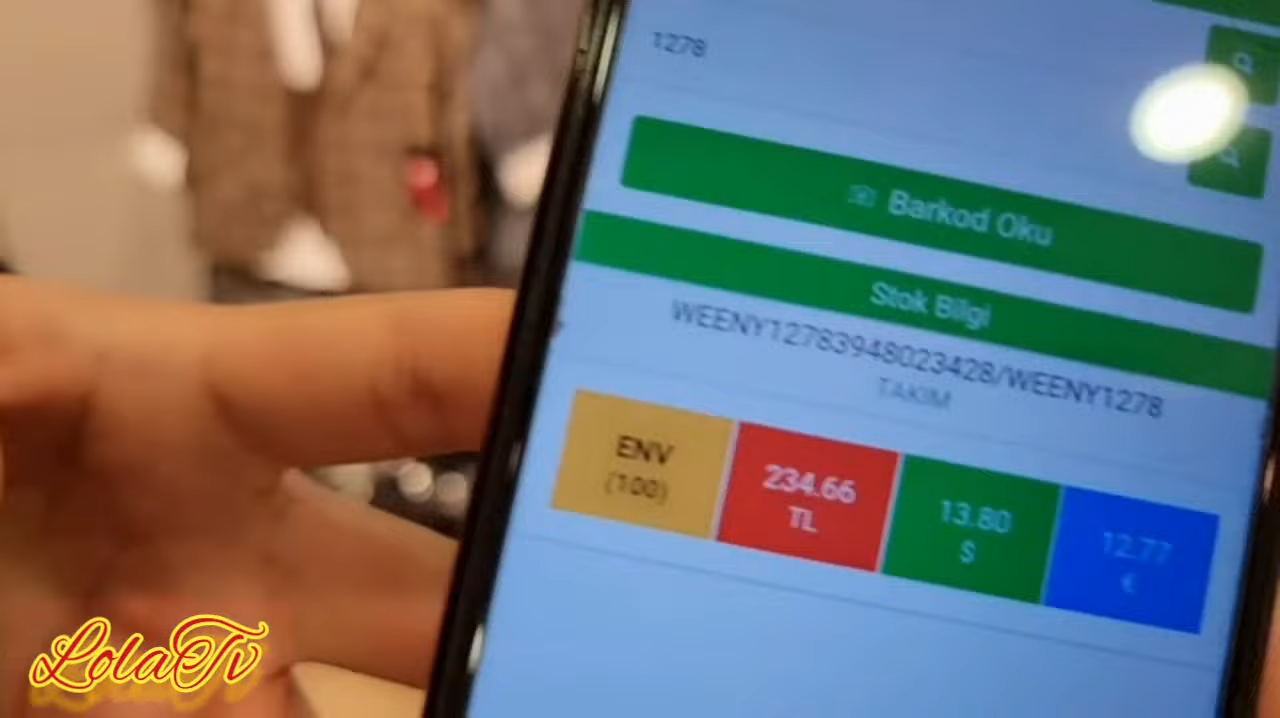 1278
Barkod Oku
Stok Bilgi
WEENY12783948023428/WEENY1278
TAKIM
ENV
(100)
234.66
TL
13.80
$
12.77
€
LolaTv